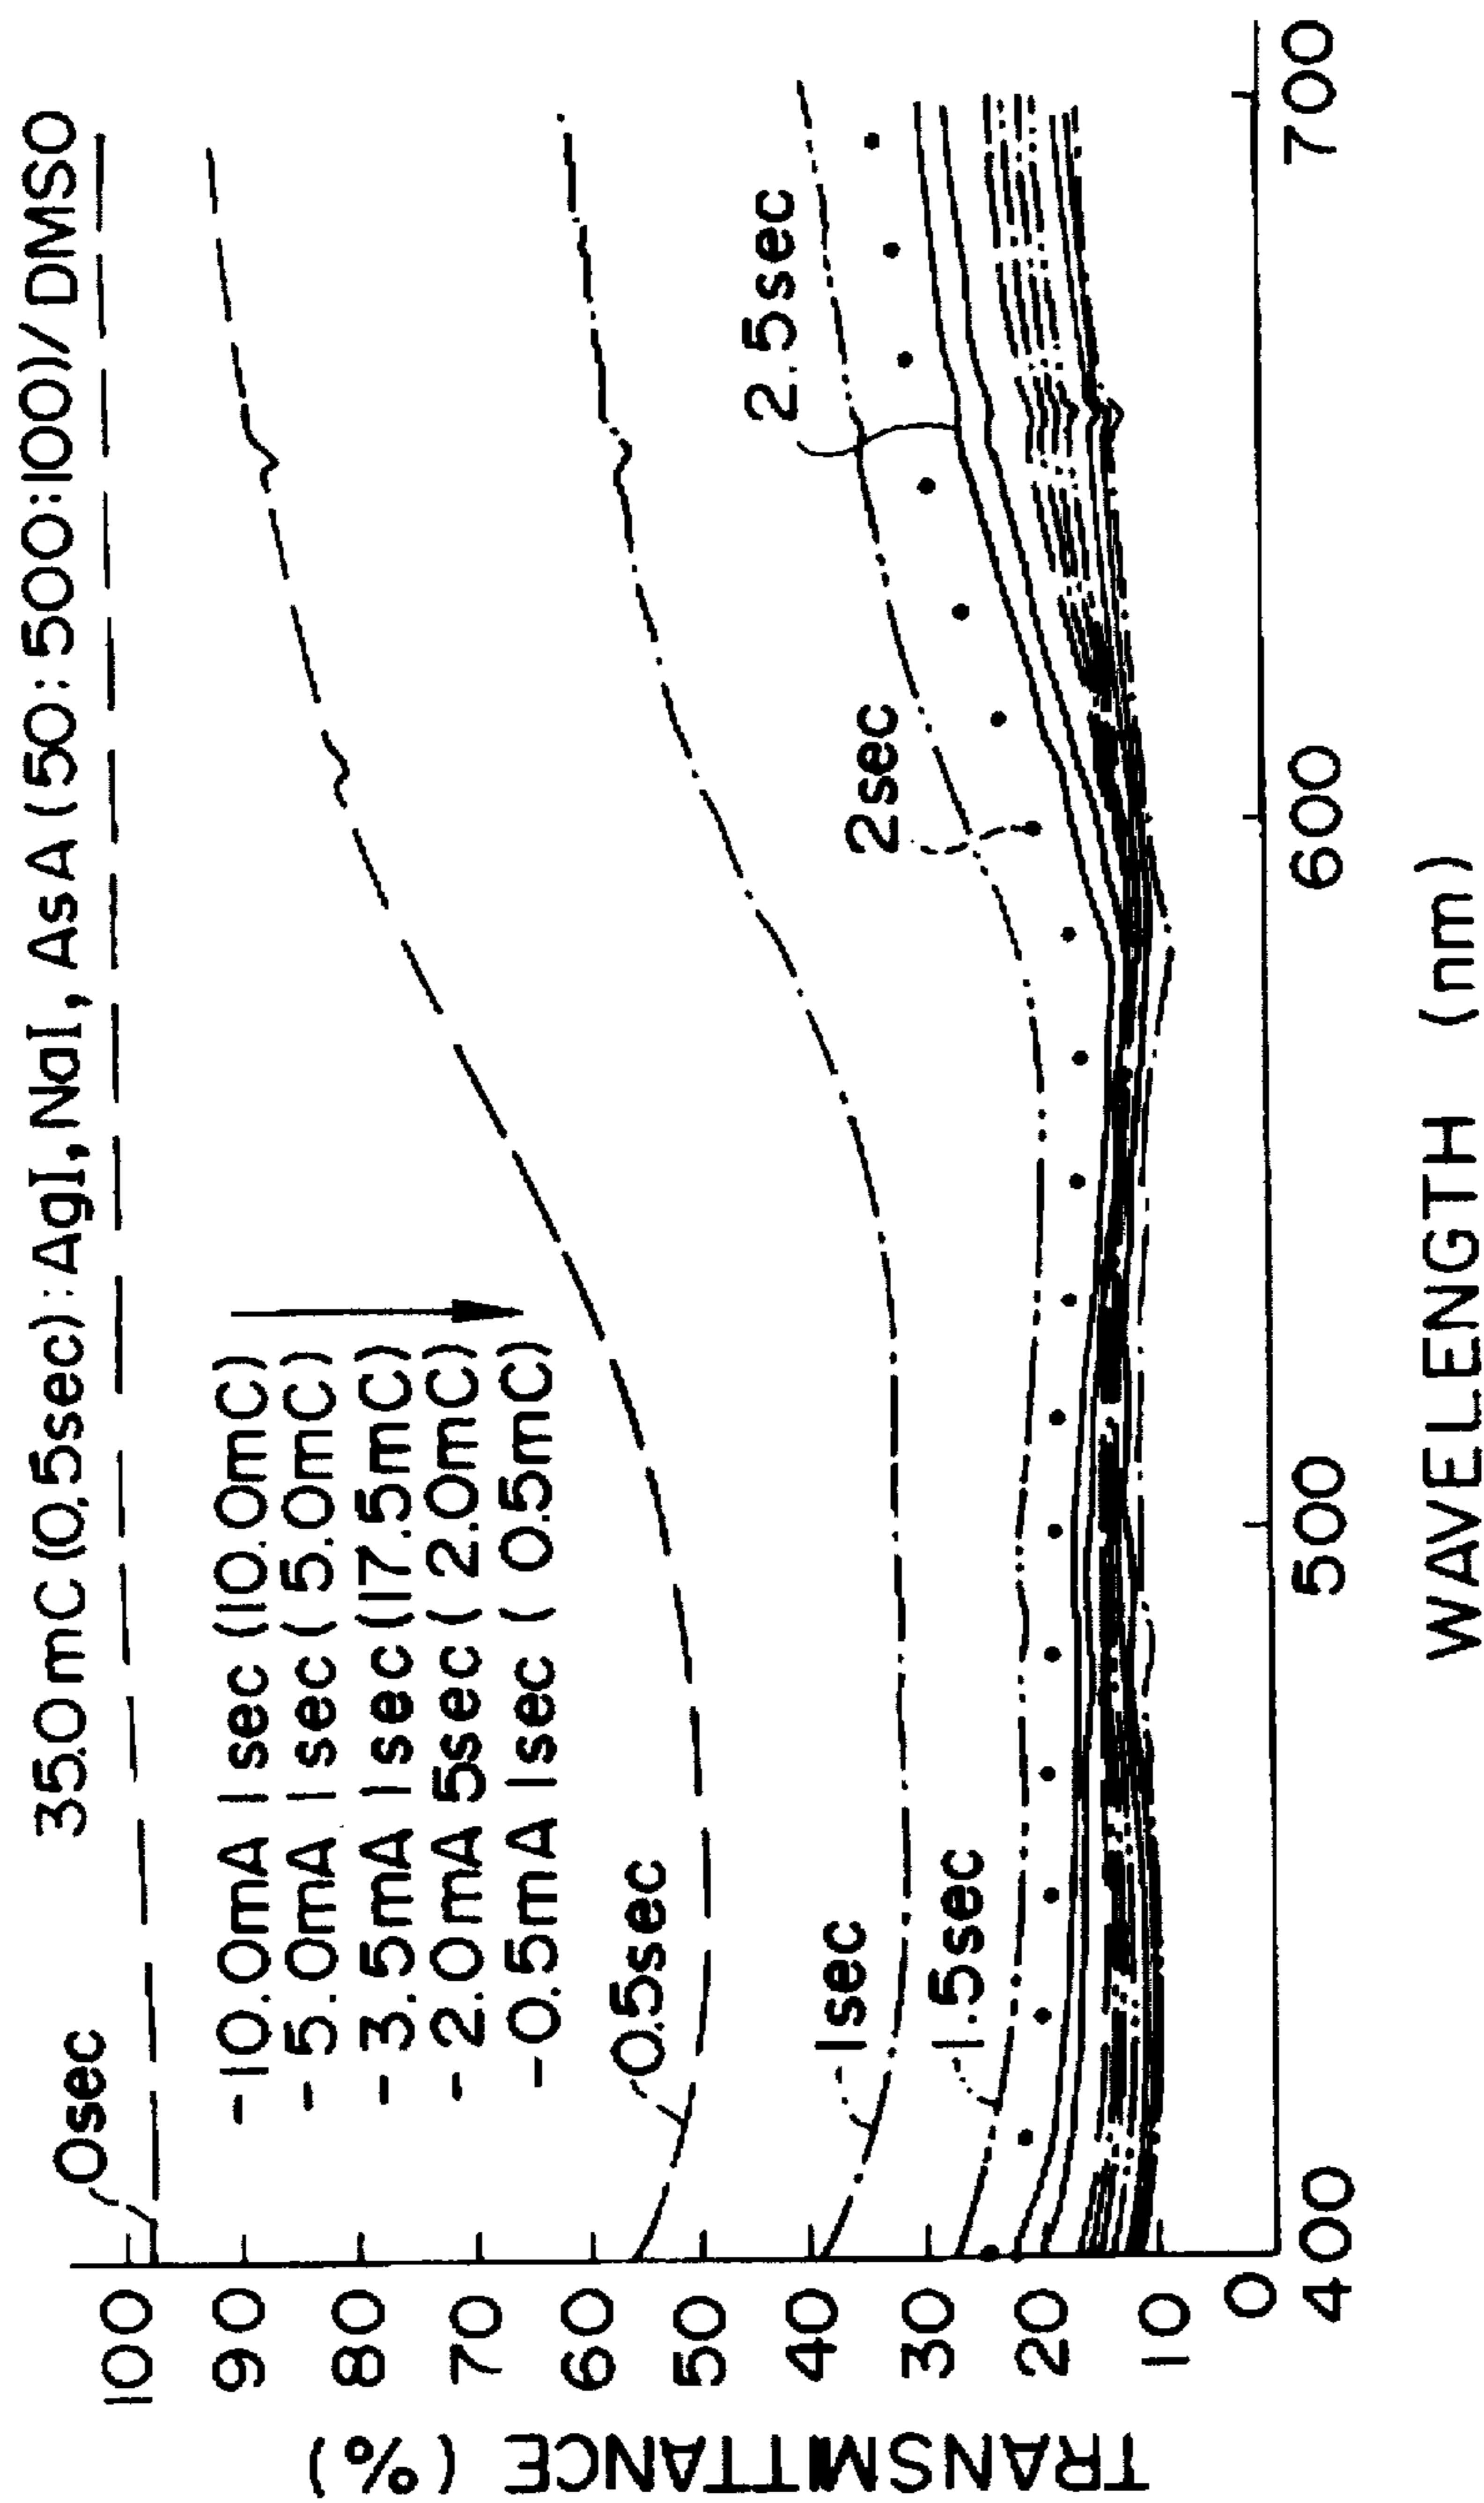 35.0mC(0.5sec):AgI,NaI, AsA (50:500:100)/DMSO
0sec
-10.0mA 1sec(10.0mC)
-5.0mA 1sec( 5.0mC)
-3.5mA 1sec(17.5mC)
-2.0mA 5sec( 2.0mC)
-0.5mA 1sec( 0.5mC)
0.5sec
1sec
1.5sec
2sec
2.5sec
TRANSMITTANCE (%)
100
90
80
70
60
50
40
30
20
10
0
400
500
600
700
WAVELENGTH (nm)